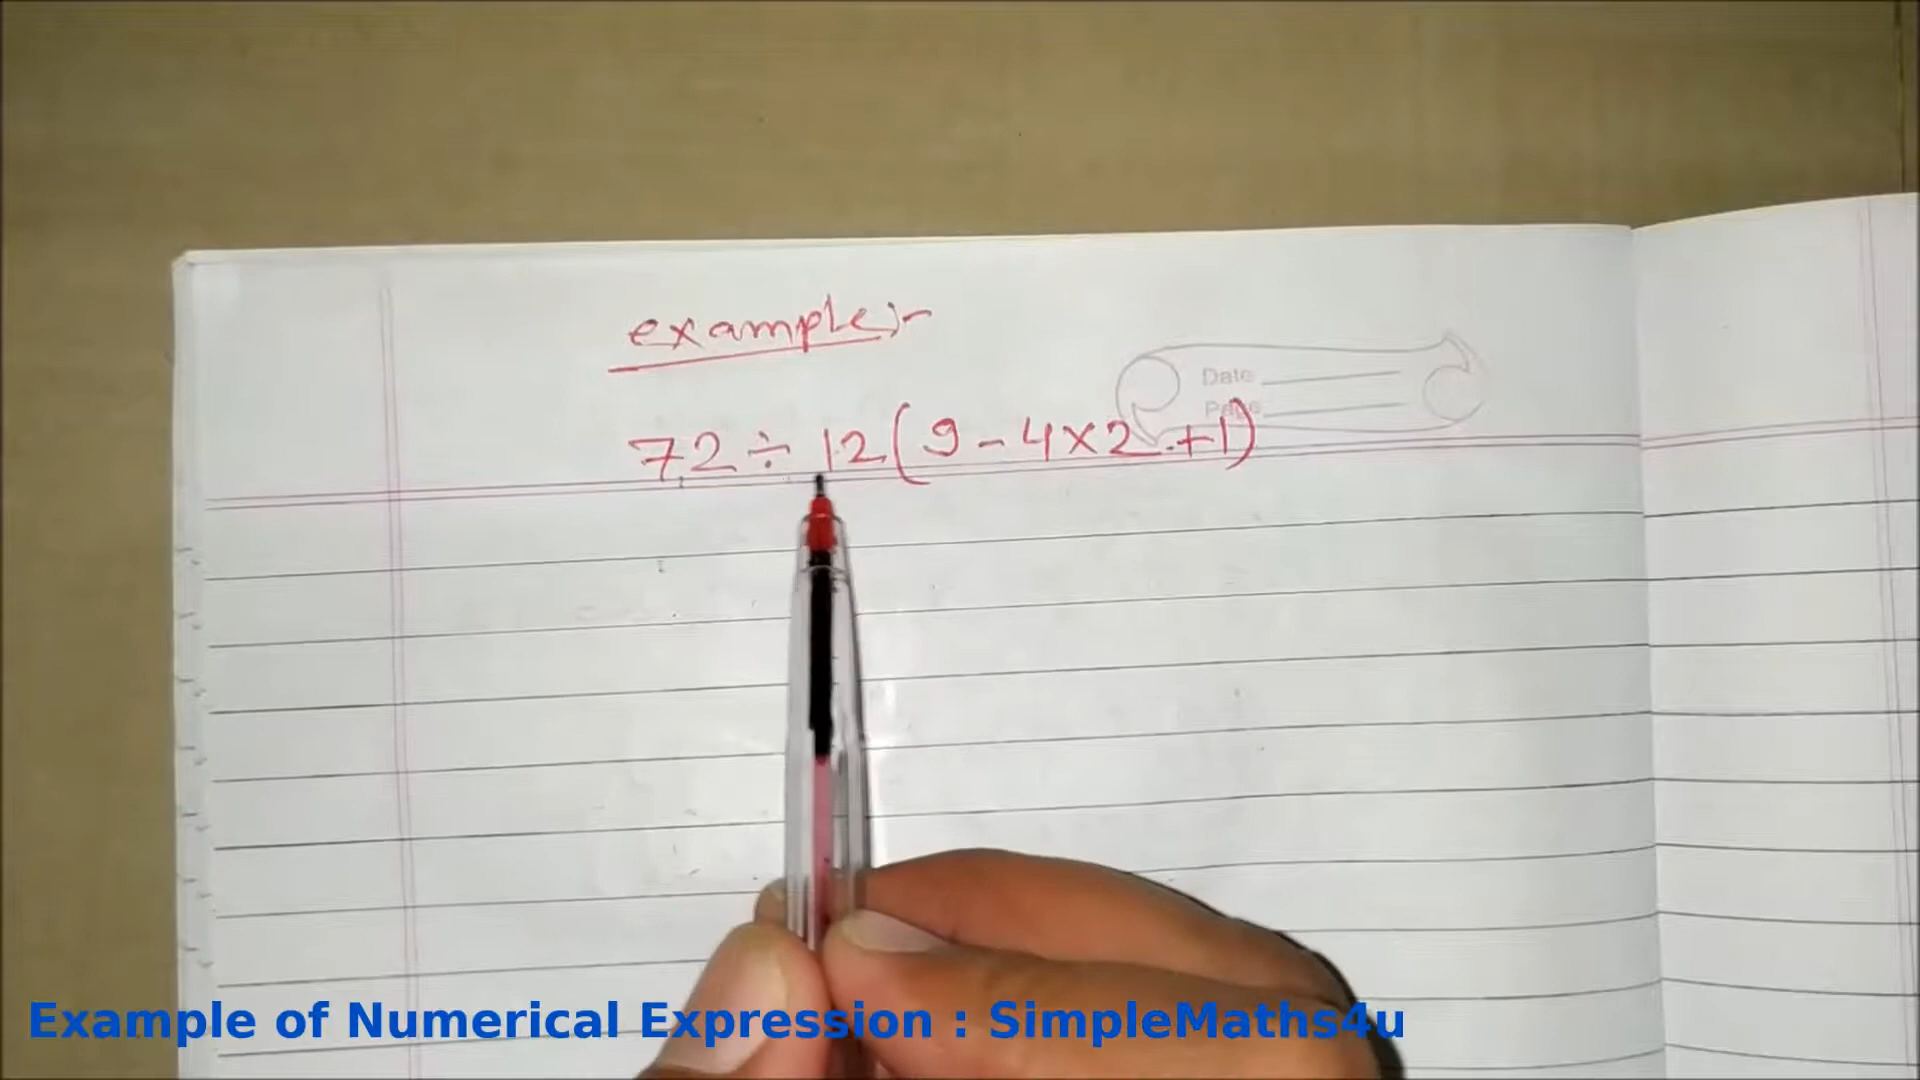 example:-
Date
Page
72÷12(9-4×2+1)
Example of Numerical Expression : SimpleMaths4u